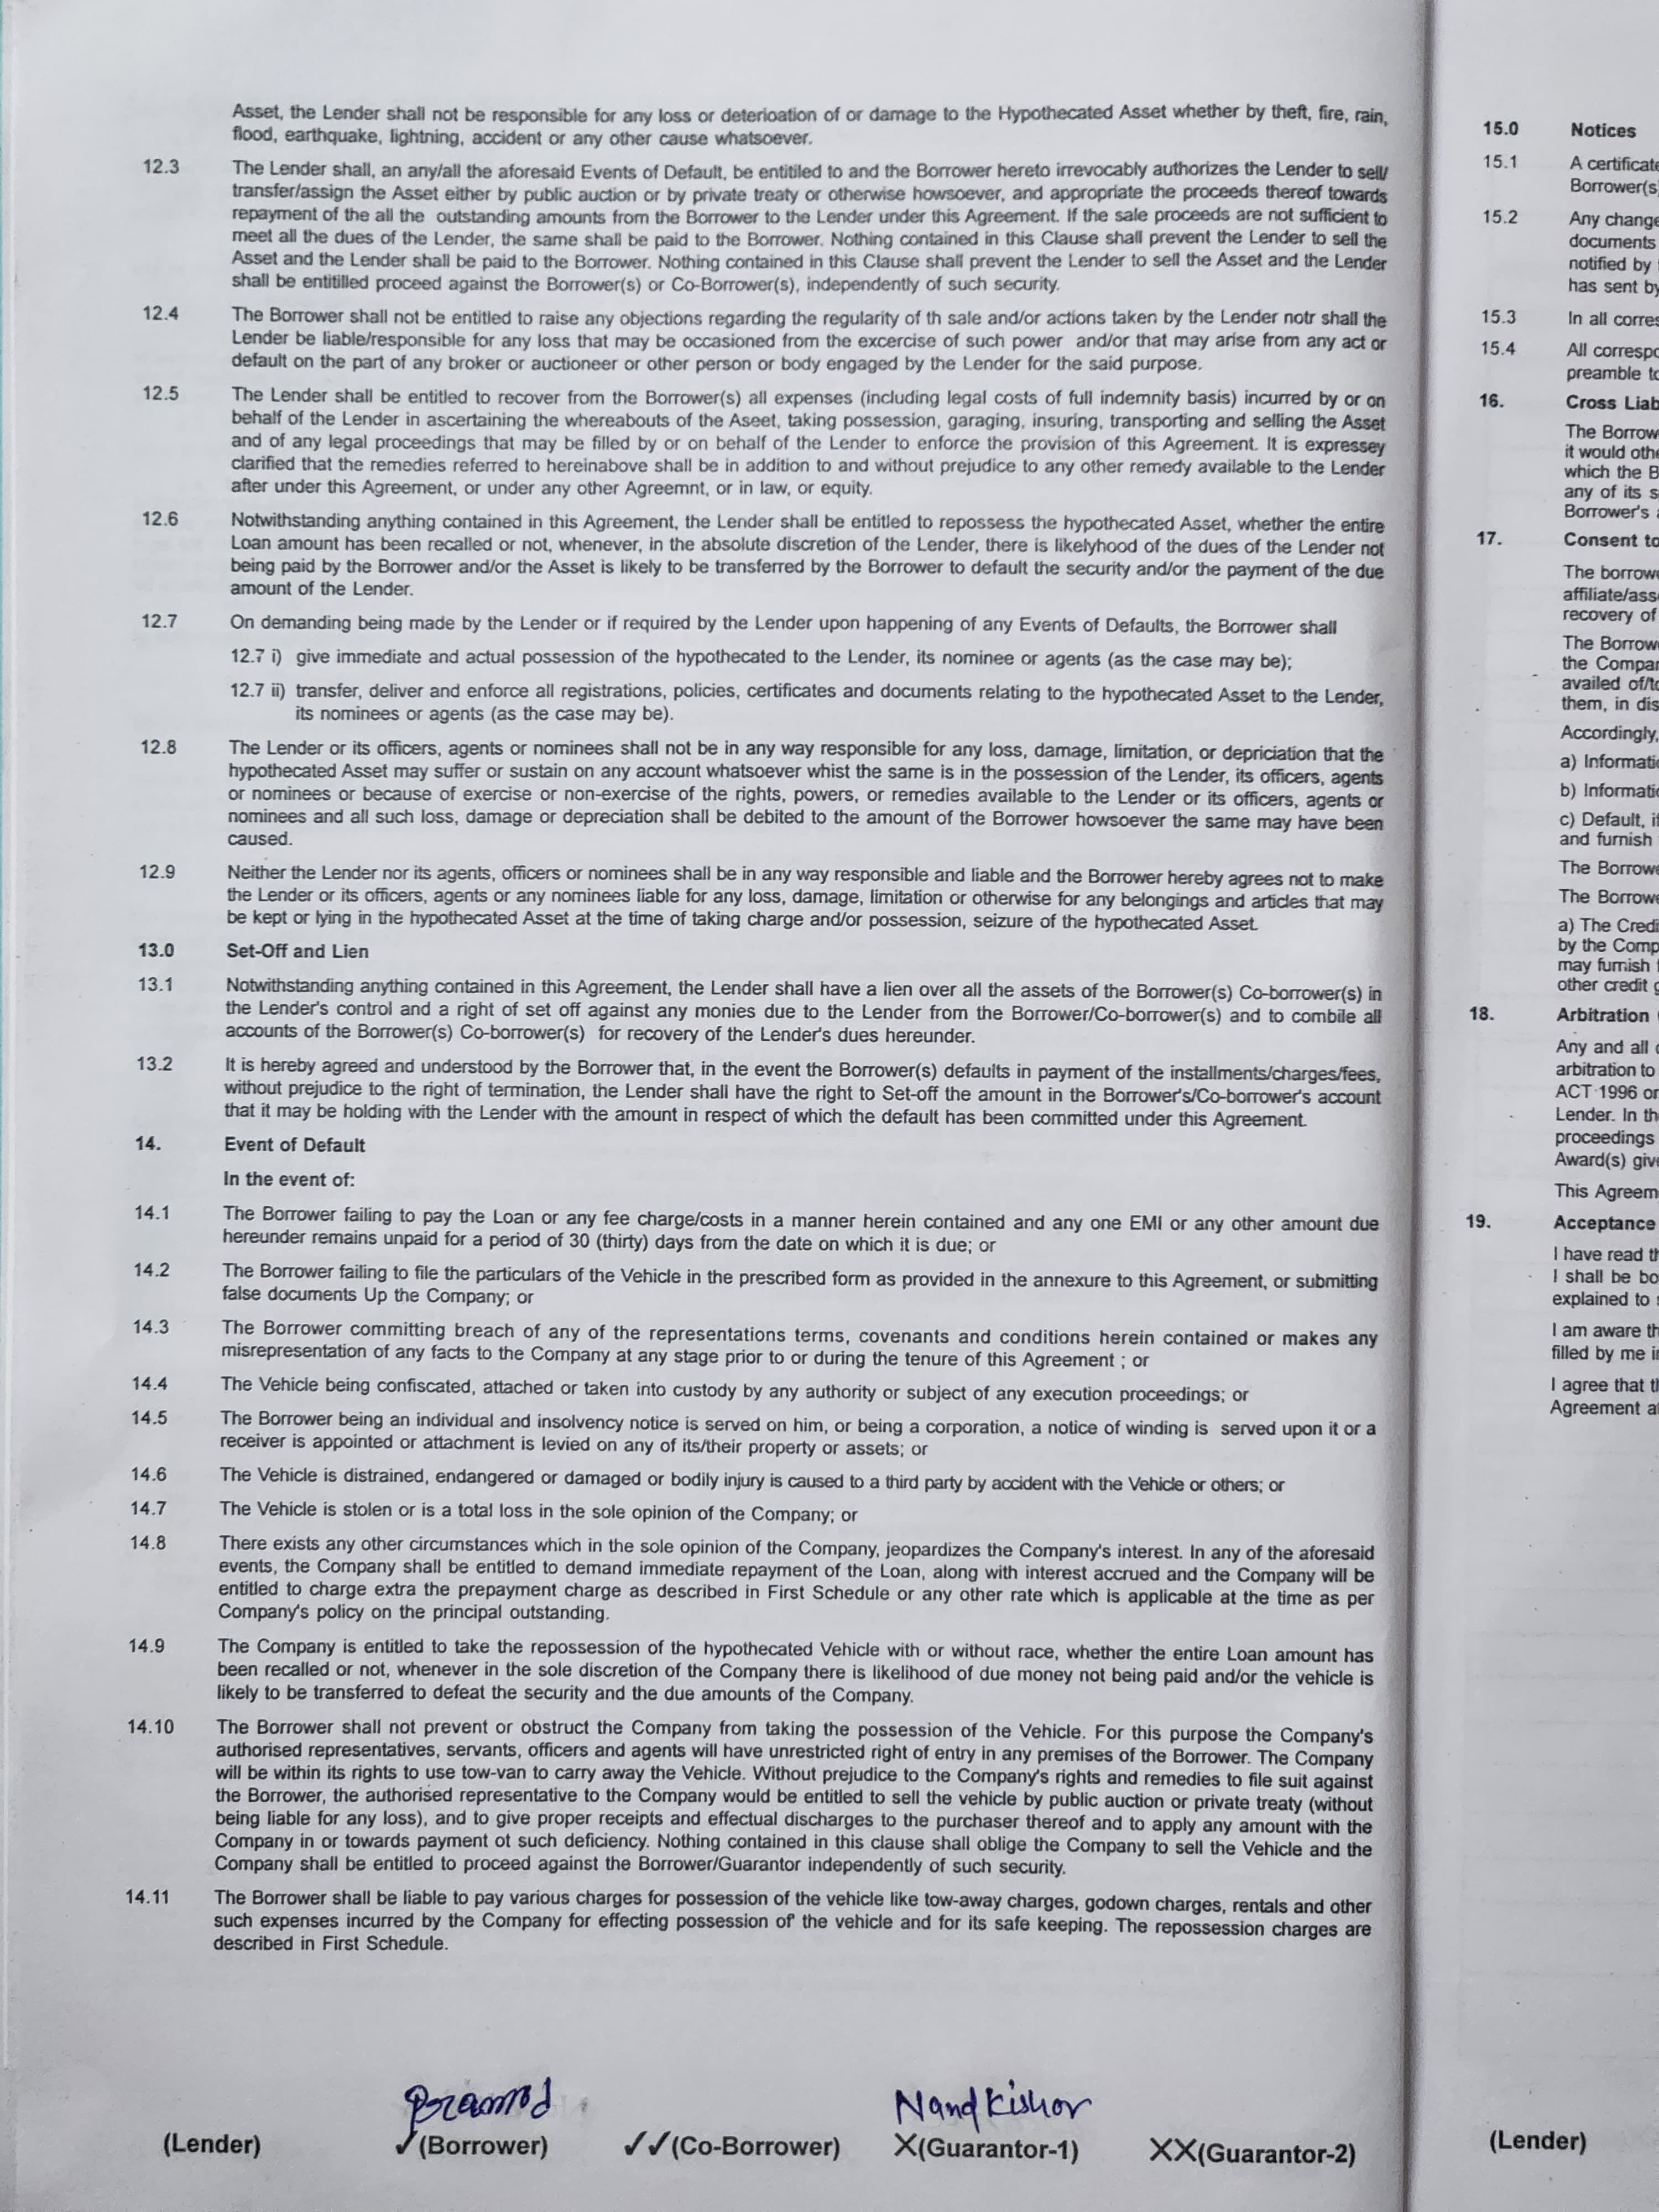 Asset, the Lender shall not be responsible for any loss or deterioation of or damage to the Hypothecated Asset whether by theft, fire, rain,
flood, earthquake, lightning, accident or any other cause whatsoever.
12.3 The Lender shall, an any/all the aforesaid Events of Default, be entitiled to and the Borrower hereto irrevocably authorizes the Lender to sell/
transfer/assign the Asset either by public auction or by private treaty or otherwise howsoever, and appropriate the proceeds thereof towards
repayment of the all the outstanding amounts from the Borrower to the Lender under this Agreement. If the sale proceeds are not sufficient to
meet all the dues of the Lender, the same shall be paid to the Borrower. Nothing contained in this Clause shall prevent the Lender to sell the
Asset and the Lender shall be paid to the Borrower. Nothing contained in this Clause shall prevent the Lender to sell the Asset and the Lender
shall be entitilled proceed against the Borrower(s) or Co-Borrower(s), independently of such security.
12.4 The Borrower shall not be entitled to raise any objections regarding the regularity of th sale and/or actions taken by the Lender notr shall the
Lender be liable/responsible for any loss that may be occasioned from the excercise of such power and/or that may arise from any act or
default on the part of any broker or auctioneer or other person or body engaged by the Lender for the said purpose.
12.5 The Lender shall be entitled to recover from the Borrower(s) all expenses (including legal costs of full indemnity basis) incurred by or on
behalf of the Lender in ascertaining the whereabouts of the Aseet, taking possession, garaging, insuring, transporting and selling the Asset
and of any legal proceedings that may be filled by or on behalf of the Lender to enforce the provision of this Agreement. It is expressey
clarified that the remedies referred to hereinabove shall be in addition to and without prejudice to any other remedy available to the Lender
after under this Agreement, or under any other Agreemnt, or in law, or equity.
12.6 Notwithstanding anything contained in this Agreement, the Lender shall be entitled to repossess the hypothecated Asset, whether the entire
Loan amount has been recalled or not, whenever, in the absolute discretion of the Lender, there is likelyhood of the dues of the Lender not
being paid by the Borrower and/or the Asset is likely to be transferred by the Borrower to default the security and/or the payment of the due
amount of the Lender.
12.7 On demanding being made by the Lender or if required by the Lender upon happening of any Events of Defaults, the Borrower shall
12.7 i) give immediate and actual possession of the hypothecated to the Lender, its nominee or agents (as the case may be);
12.7 ii) transfer, deliver and enforce all registrations, policies, certificates and documents relating to the hypothecated Asset to the Lender,
its nominees or agents (as the case may be).
12.8 The Lender or its officers, agents or nominees shall not be in any way responsible for any loss, damage, limitation, or depriciation that the
hypothecated Asset may suffer or sustain on any account whatsoever whist the same is in the possession of the Lender, its officers, agents
or nominees or because of exercise or non-exercise of the rights, powers, or remedies available to the Lender or its officers, agents or
nominees and all such loss, damage or depreciation shall be debited to the amount of the Borrower howsoever the same may have been
caused.
12.9 Neither the Lender nor its agents, officers or nominees shall be in any way responsible and liable and the Borrower hereby agrees not to make
the Lender or its officers, agents or any nominees liable for any loss, damage, limitation or otherwise for any belongings and articles that may
be kept or lying in the hypothecated Asset at the time of taking charge and/or possession, seizure of the hypothecated Asset.
13.0 Set-Off and Lien
13.1 Notwithstanding anything contained in this Agreement, the Lender shall have a lien over all the assets of the Borrower(s) Co-borrower(s) in
the Lender's control and a right of set off against any monies due to the Lender from the Borrower/Co-borrower(s) and to combile all
accounts of the Borrower(s) Co-borrower(s) for recovery of the Lender's dues hereunder.
13.2 It is hereby agreed and understood by the Borrower that, in the event the Borrower(s) defaults in payment of the installments/charges/fees,
without prejudice to the right of termination, the Lender shall have the right to Set-off the amount in the Borrower's/Co-borrower's account
that it may be holding with the Lender with the amount in respect of which the default has been committed under this Agreement.
14. Event of Default
In the event of:
14.1 The Borrower failing to pay the Loan or any fee charge/costs in a manner herein contained and any one EMI or any other amount due
hereunder remains unpaid for a period of 30 (thirty) days from the date on which it is due; or
14.2 The Borrower failing to file the particulars of the Vehicle in the prescribed form as provided in the annexure to this Agreement, or submitting
false documents Up the Company; or
14.3 The Borrower committing breach of any of the representations terms, covenants and conditions herein contained or makes any
misrepresentation of any facts to the Company at any stage prior to or during the tenure of this Agreement ; or
14.4 The Vehicle being confiscated, attached or taken into custody by any authority or subject of any execution proceedings; or
14.5 The Borrower being an individual and insolvency notice is served on him, or being a corporation, a notice of winding is served upon it or a
receiver is appointed or attachment is levied on any of its/their property or assets; or
14.6 The Vehicle is distrained, endangered or damaged or bodily injury is caused to a third party by accident with the Vehicle or others; or
14.7 The Vehicle is stolen or is a total loss in the sole opinion of the Company; or
14.8 There exists any other circumstances which in the sole opinion of the Company, jeopardizes the Company's interest. In any of the aforesaid
events, the Company shall be entitled to demand immediate repayment of the Loan, along with interest accrued and the Company will be
entitled to charge extra the prepayment charge as described in First Schedule or any other rate which is applicable at the time as per
Company's policy on the principal outstanding.
14.9 The Company is entitled to take the repossession of the hypothecated Vehicle with or without race, whether the entire Loan amount has
been recalled or not, whenever in the sole discretion of the Company there is likelihood of due money not being paid and/or the vehicle is
likely to be transferred to defeat the security and the due amounts of the Company.
14.10 The Borrower shall not prevent or obstruct the Company from taking the possession of the Vehicle. For this purpose the Company's
authorised representatives, servants, officers and agents will have unrestricted right of entry in any premises of the Borrower. The Company
will be within its rights to use tow-van to carry away the Vehicle. Without prejudice to the Company's rights and remedies to file suit against
the Borrower, the authorised representative to the Company would be entitled to sell the vehicle by public auction or private treaty (without
being liable for any loss), and to give proper receipts and effectual discharges to the purchaser thereof and to apply any amount with the
Company in or towards payment ot such deficiency. Nothing contained in this clause shall oblige the Company to sell the Vehicle and the
Company shall be entitled to proceed against the Borrower/Guarantor independently of such security.
14.11 The Borrower shall be liable to pay various charges for possession of the vehicle like tow-away charges, godown charges, rentals and other
such expenses incurred by the Company for effecting possession of the vehicle and for its safe keeping. The repossession charges are
described in First Schedule.
Pramod
Nandkishor
(Lender) ✓(Borrower) ✓✓(Co-Borrower) X(Guarantor-1) XX(Guarantor-2)
15.0 Notices
15.1 A certificate
Borrower(s)
15.2 Any change
documents
notified by
has sent by
15.3 In all corres
15.4 All correspo
preamble to
16. Cross Liab
The Borrow
it would othe
which the B
any of its s
Borrower's
17. Consent to
The borrowe
affiliate/ass
recovery of
The Borrow
the Compan
availed of/to
them, in dis
Accordingly,
a) Informatio
b) Informatio
c) Default, if
and furnish
The Borrowe
The Borrowe
a) The Credi
by the Comp
may furnish
other credit g
18. Arbitration
Any and all
arbitration to
ACT 1996 or
Lender. In th
proceedings
Award(s) give
This Agreem
19. Acceptance
I have read th
I shall be bo
explained to
I am aware th
filled by me in
I agree that th
Agreement a
(Lender)